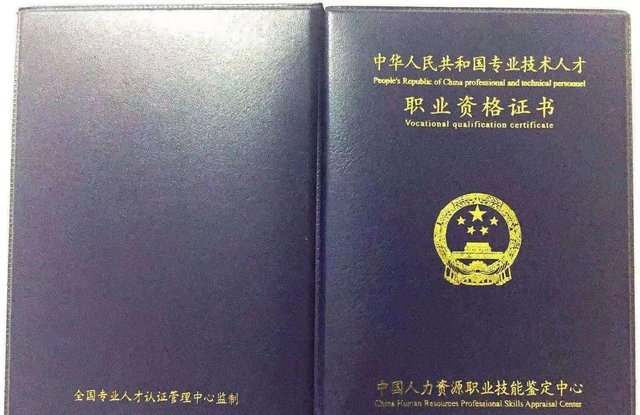 中华人民共和国专业技术人才
People's Republic of China professional and technical personnel
职业资格证书
Vocational qualification certificate
全国专业人才认证管理中心监制
中国人力资源职业技能鉴定中心
China Human Resources Professional Skills Appraisal Center